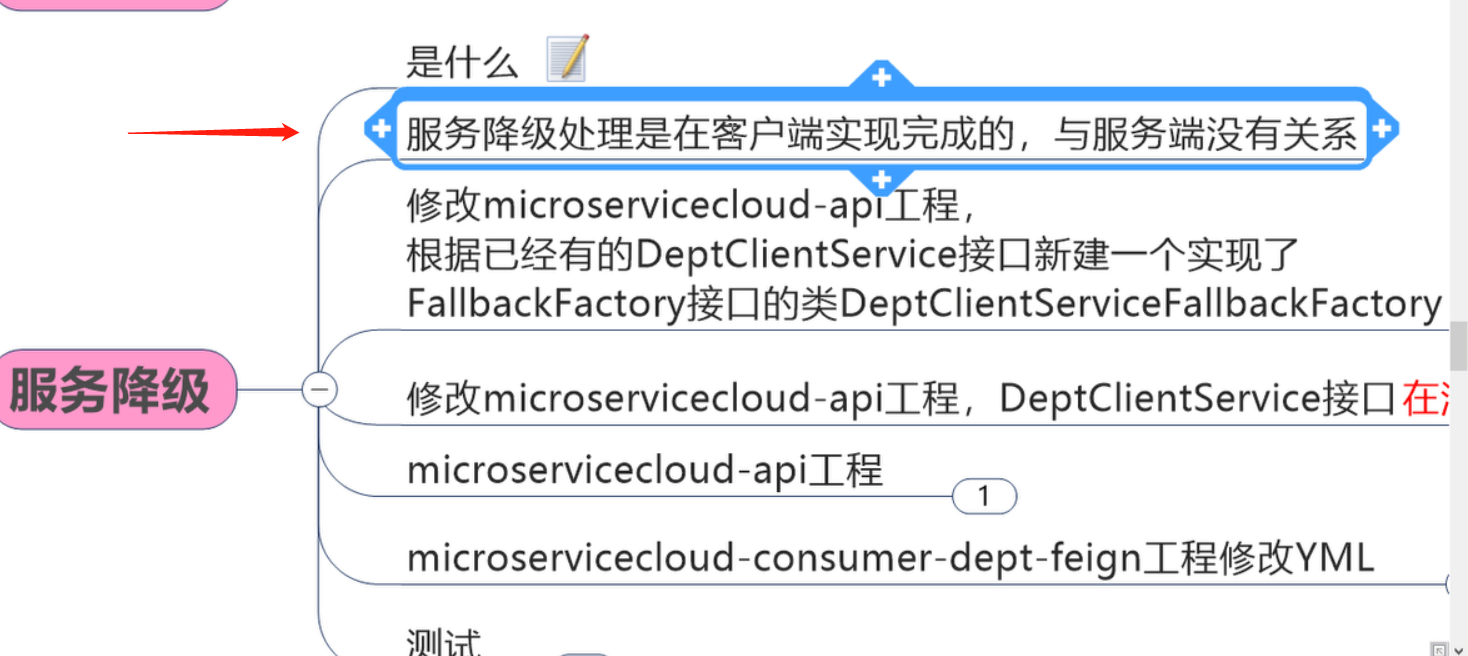 是什么
服务降级处理是在客户端实现完成的，与服务端没有关系
修改microservicecloud-api工程，
根据已经有的DeptClientService接口新建一个实现了
FallbackFactory接口的类DeptClientServiceFallbackFactory
服务降级
修改microservicecloud-api工程，DeptClientService接口在
microservicecloud-api工程
1
microservicecloud-consumer-dept-feign工程修改YML
测试